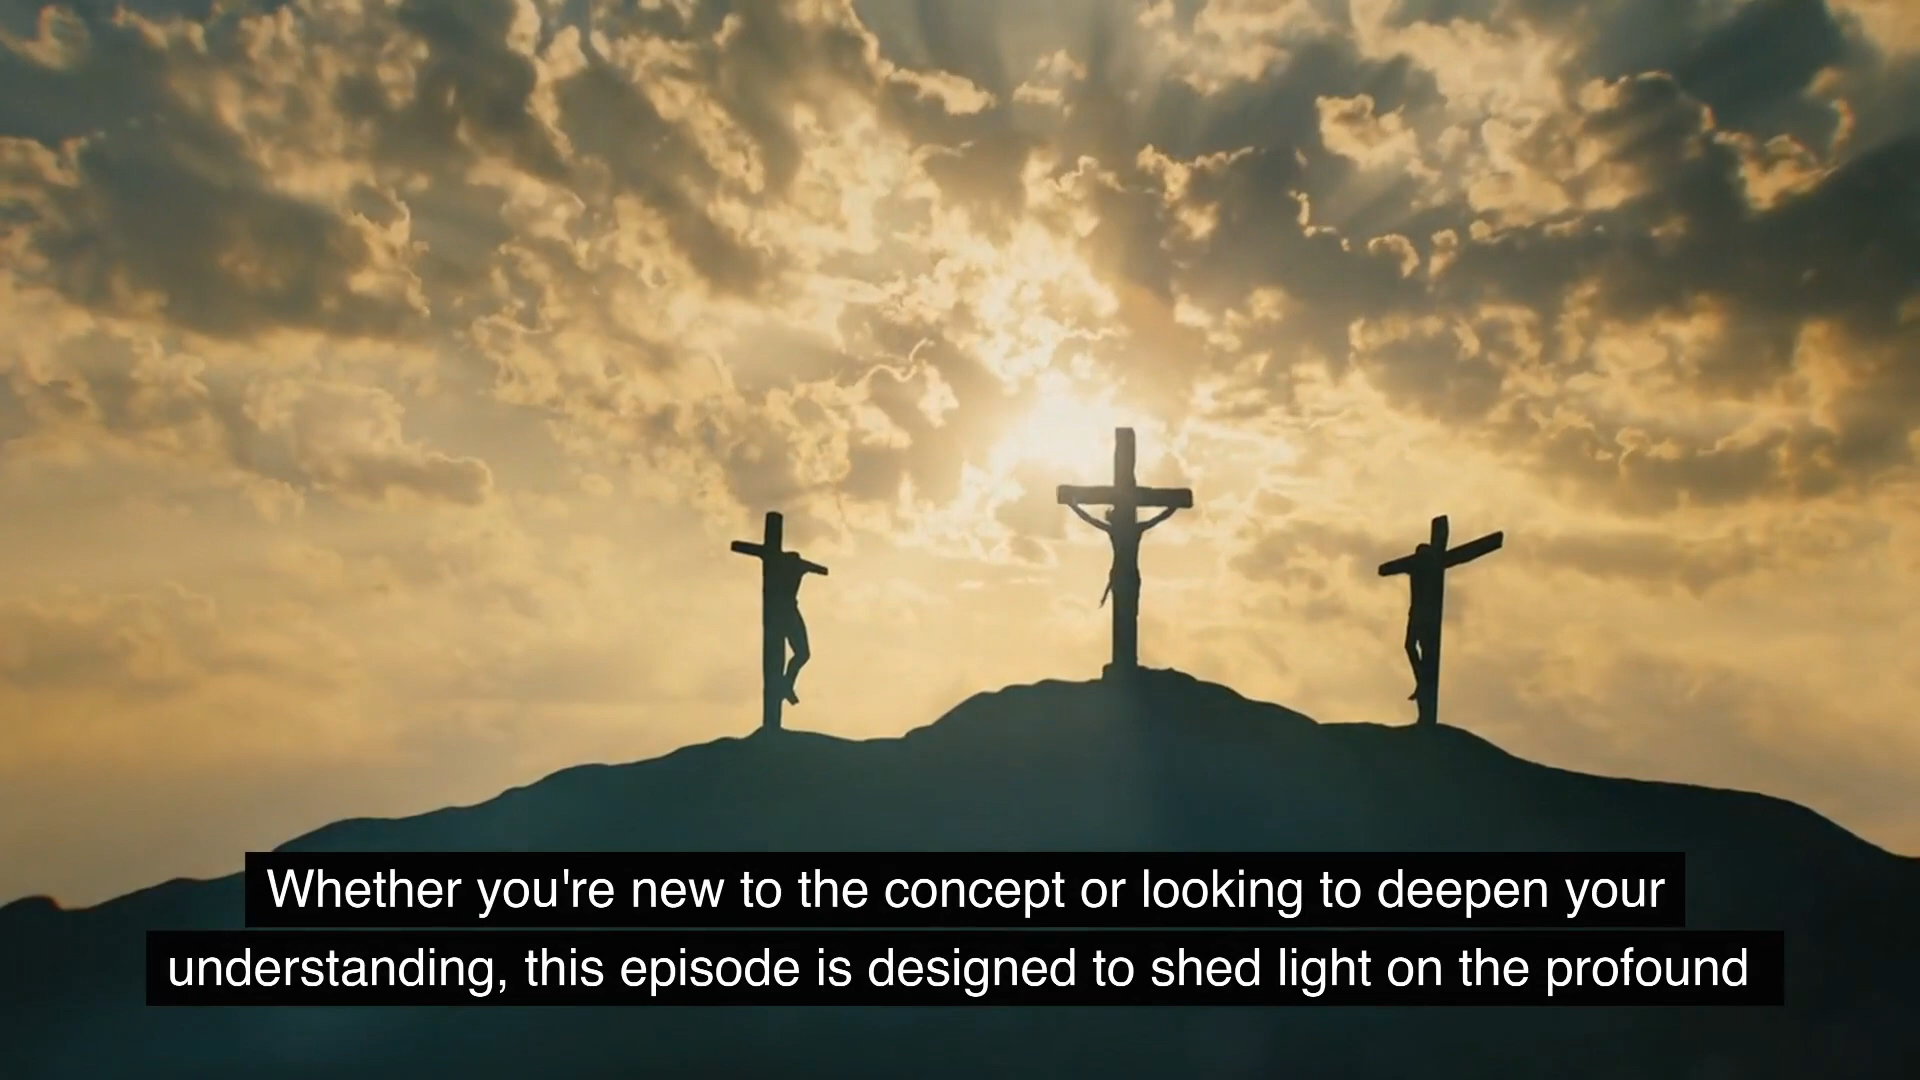 Whether you're new to the concept or looking to deepen your
understanding, this episode is designed to shed light on the profound